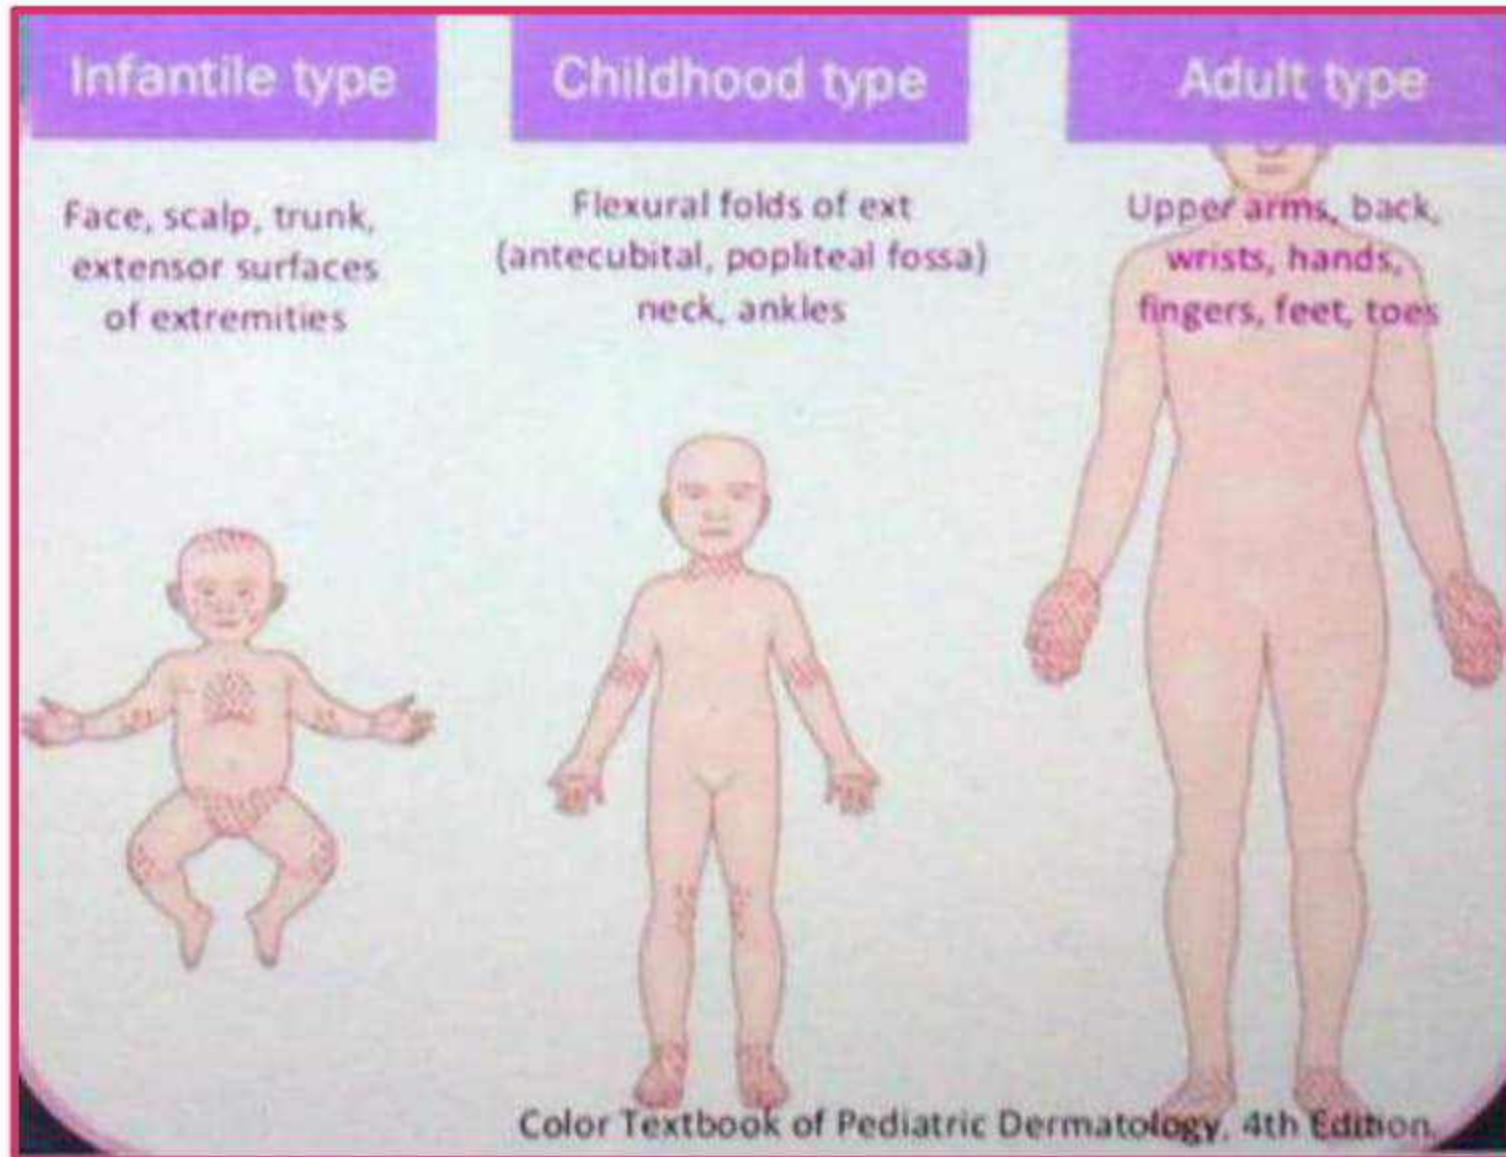 Infantile type
Childhood type
Adult type
Face, scalp, trunk,
extensor surfaces
of extremities
Flexural folds of ext
(antecubital, popliteal fossa)
neck, ankles
Upper arms, back,
wrists, hands,
fingers, feet, toes
Color Textbook of Pediatric Dermatology, 4th Edition,